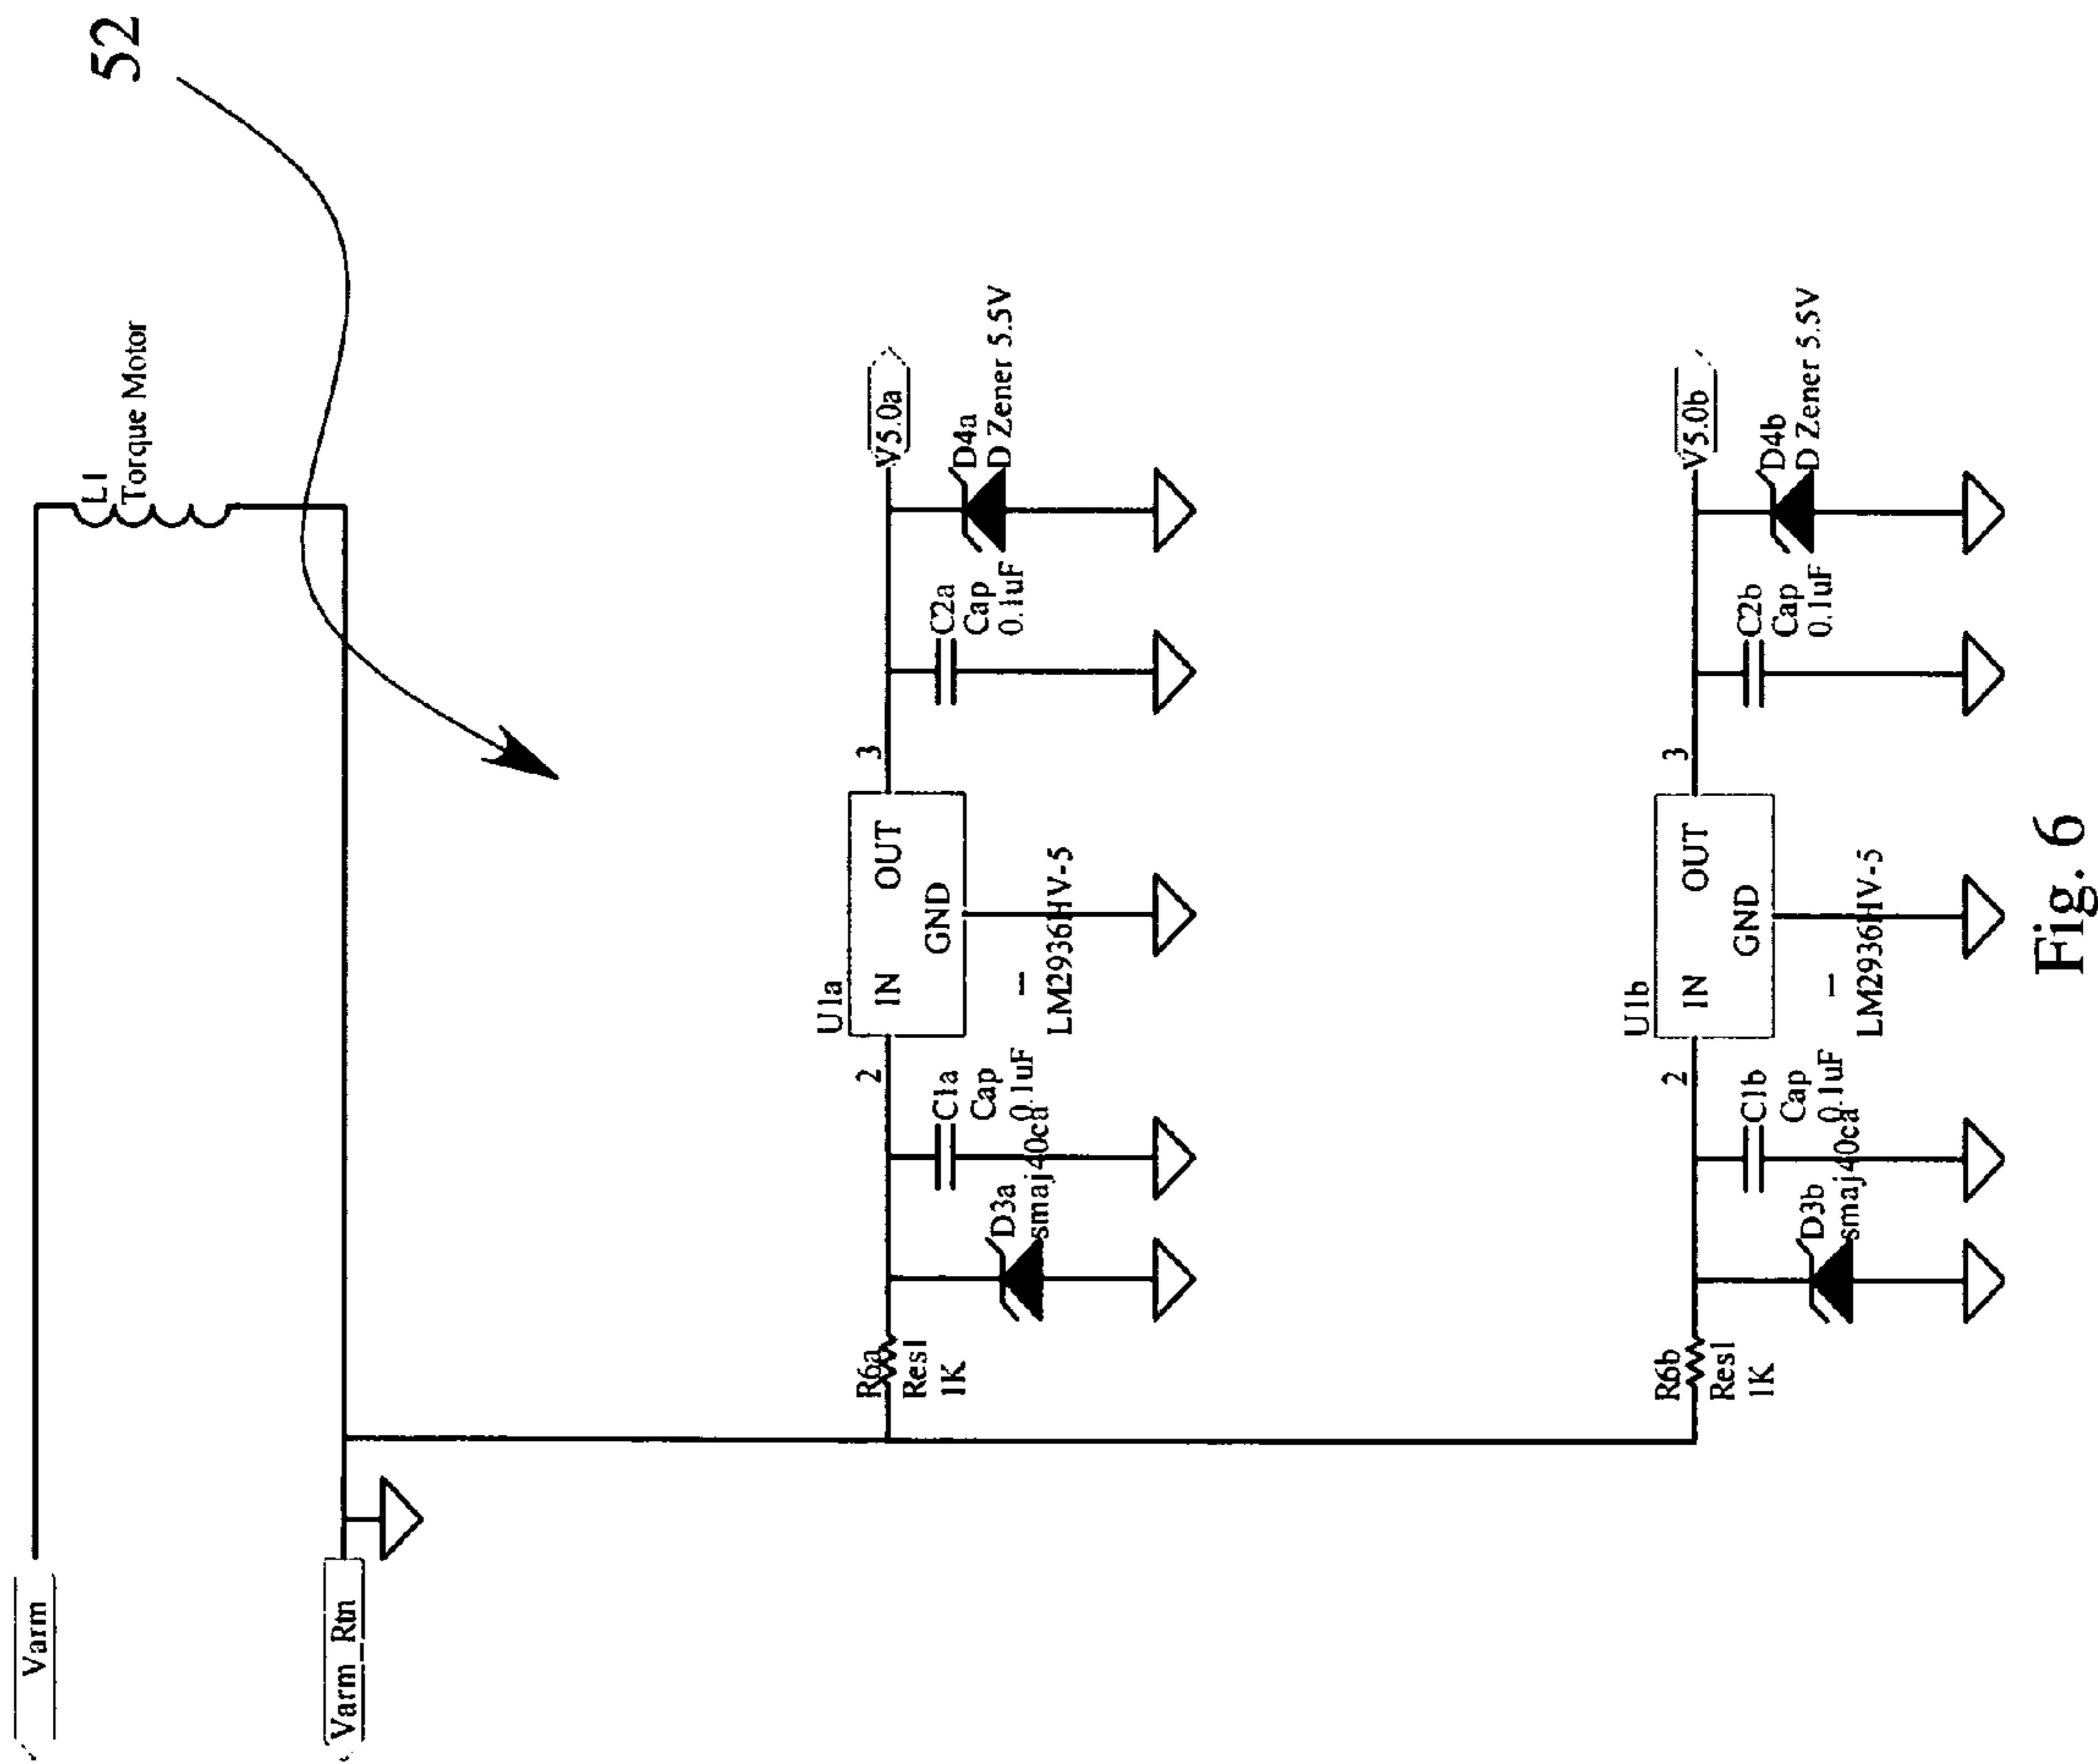 52
Varm
L1
Torque Motor
Varm_Rtn
R6a
Res1
1K
D3a
smaj40ca
C1a
Cap
0.1uF
2
U1a
IN
OUT
GND
1
LM2936HV-5
3
C2a
Cap
0.1uF
D4a
D Zener 5.5V
V5.0a
R6b
Res1
1K
D3b
smaj40ca
C1b
Cap
0.1uF
2
U1b
IN
OUT
GND
1
LM2936HV-5
3
C2b
Cap
0.1uF
D4b
D Zener 5.5V
V5.0b
Fig. 6